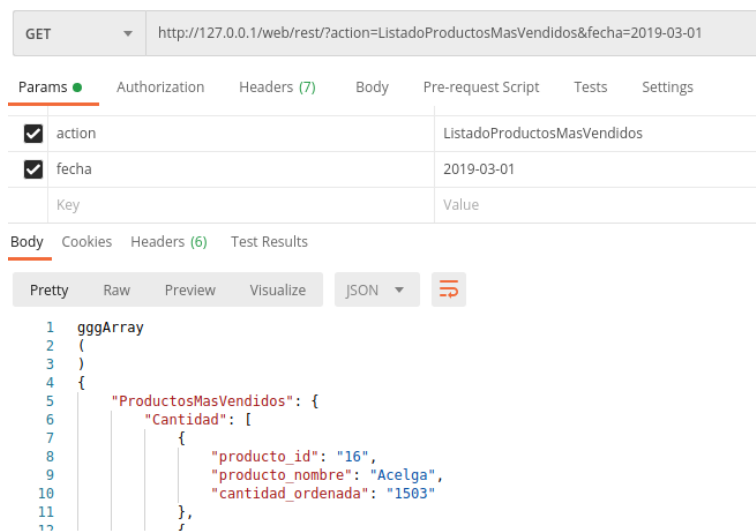 GET http://127.0.0.1/web/rest/?action=ListadoProductosMasVendidos&fecha=2019-03-01
Params Authorization Headers (7) Body Pre-request Script Tests Settings
action ListadoProductosMasVendidos
fecha 2019-03-01
Key Value
Body Cookies Headers (6) Test Results
Pretty Raw Preview Visualize JSON
1 gggArray
2 (
3 )
4 {
5 "ProductosMasVendidos": {
6 "Cantidad": [
7 {
8 "producto_id": "16",
9 "producto_nombre": "Acelga",
10 "cantidad_ordenada": "1503"
11 },
12 {